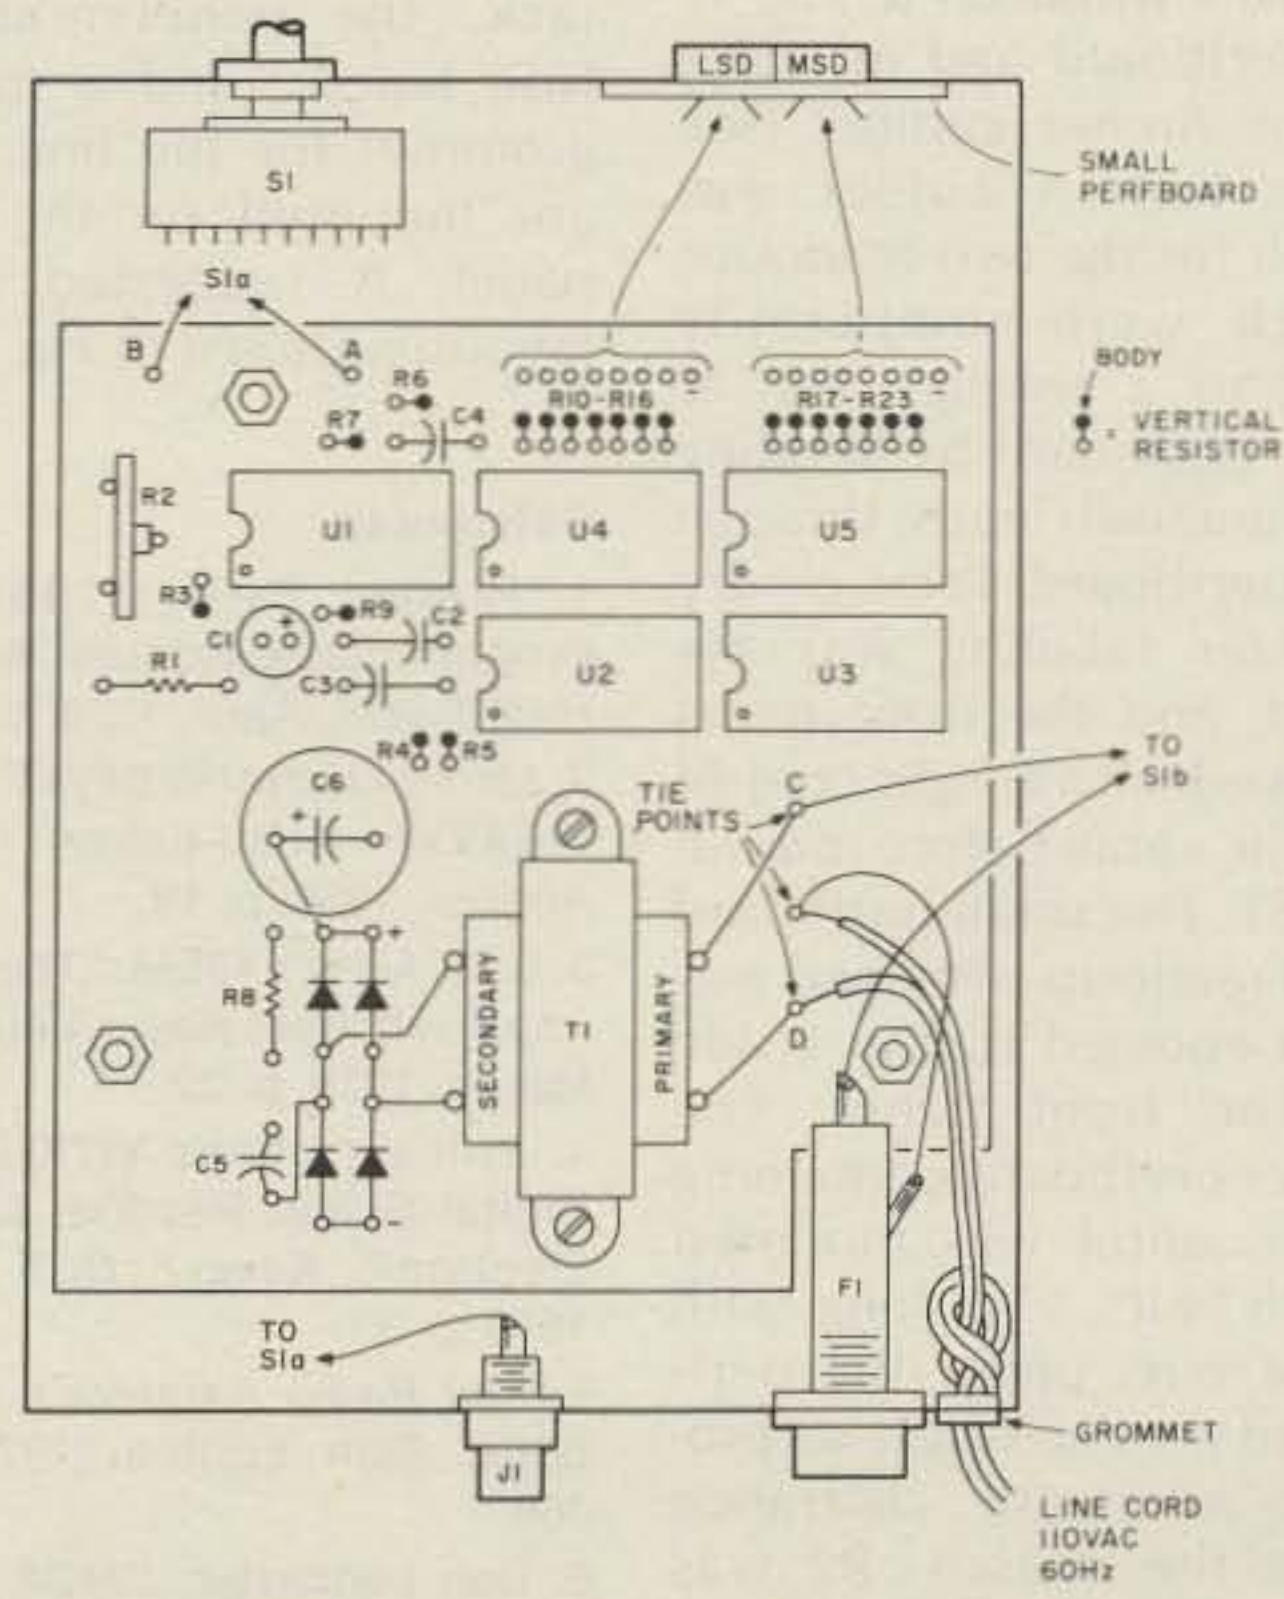 LSD MSD
SMALL
PERFBOARD
S1
S1a
B
A
BODY
R6
R10-R16
R17-R23
R7
C4
= VERTICAL
RESISTOR
R2
U1
U4
U5
R3
R9
C2
+
C1
R1
C3
U2
U3
R4
R5
TO
S1b
C6
TIE
POINTS
C
+
+
R8
SECONDARY
T1
PRIMARY
D
C5
-
F1
TO
S1a
GROMMET
J1
LINE CORD
110VAC
60Hz